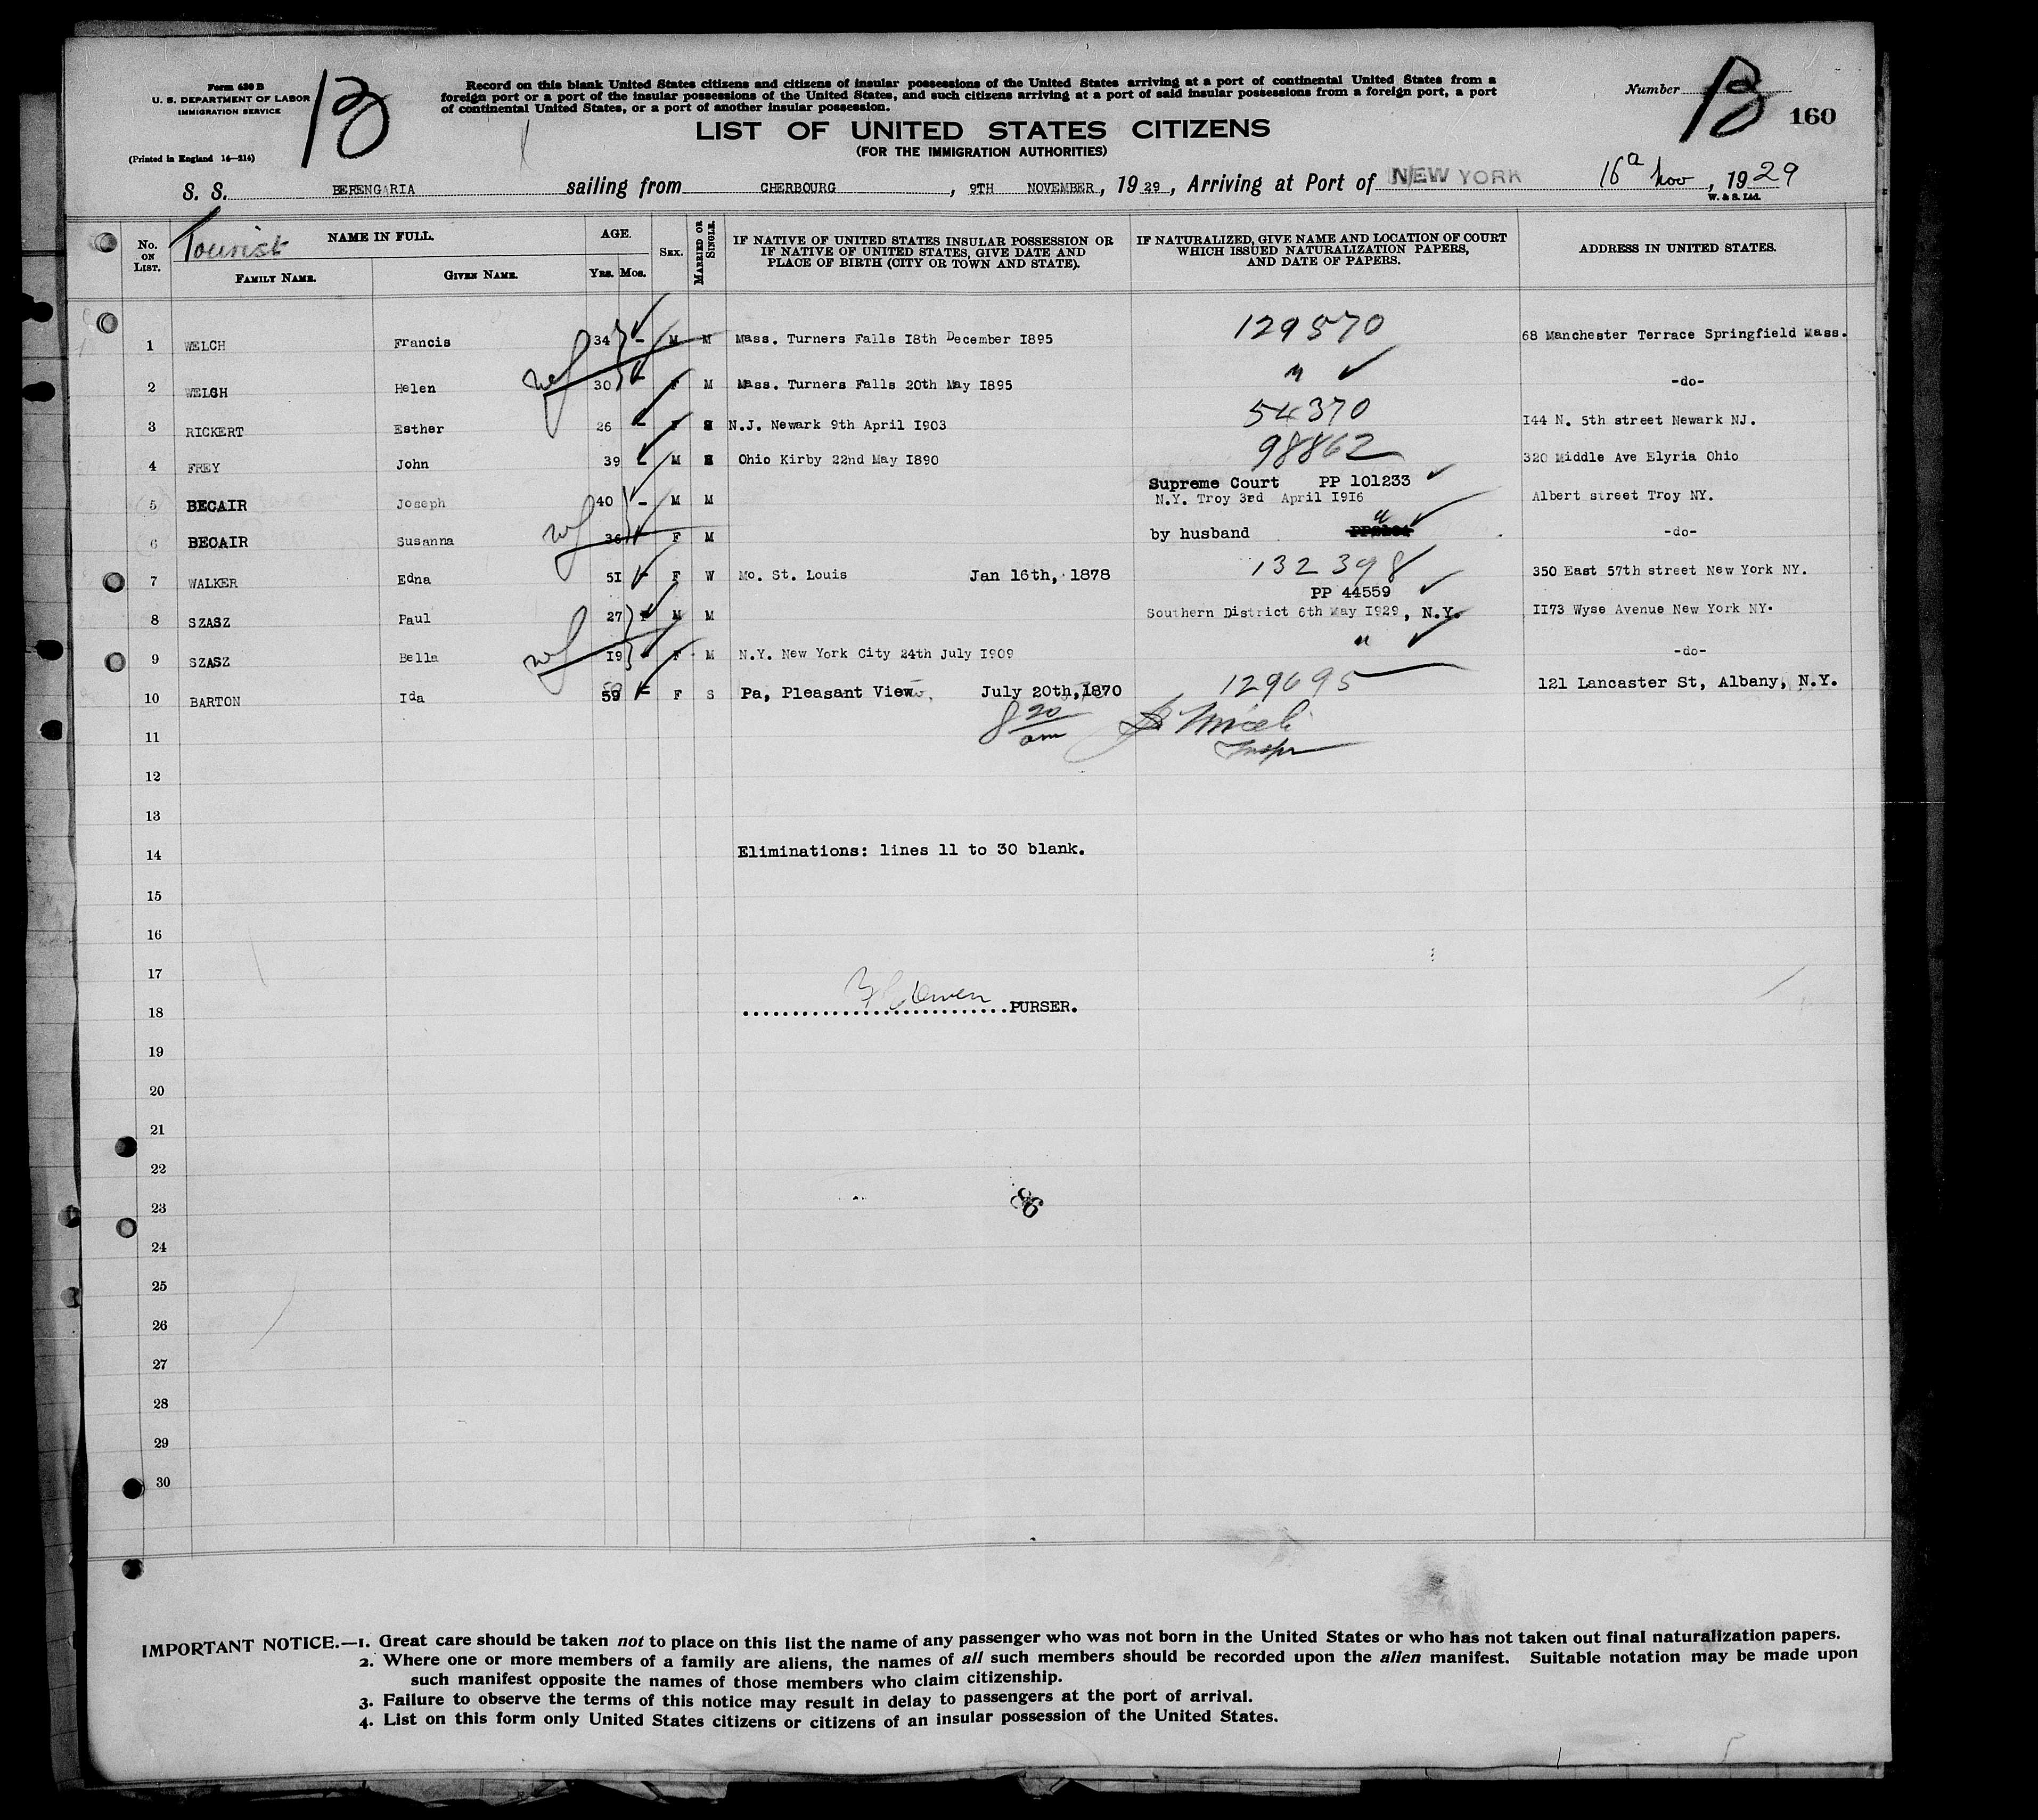 Form 630 B
U. S. DEPARTMENT OF LABOR
IMMIGRATION SERVICE
(Printed in England 14—214)
B
Record on this blank United States citizens and citizens of insular possessions of the United States arriving at a port of continental United States from a
foreign port or a port of the insular possessions of the United States, and such citizens arriving at a port of said insular possessions from a foreign port, a port
of continental United States, or a port of another insular possession.
Number B 160
LIST OF UNITED STATES CITIZENS
(FOR THE IMMIGRATION AUTHORITIES)
S. S. BERENGARIA sailing from CHERBOURG, 9TH NOVEMBER, 1929, Arriving at Port of NEW YORK 16 Nov, 1929
W. & S. Ltd.
Tourist
No. ON LIST. NAME IN FULL. AGE. SEX. MARRIED OR SINGLE. IF NATIVE OF UNITED STATES INSULAR POSSESSION OR IF NATIVE OF UNITED STATES, GIVE DATE AND PLACE OF BIRTH (CITY OR TOWN AND STATE). IF NATURALIZED, GIVE NAME AND LOCATION OF COURT WHICH ISSUED NATURALIZATION PAPERS, AND DATE OF PAPERS. ADDRESS IN UNITED STATES.
FAMILY NAME. GIVEN NAME. YRS. MOS.
1 WELCH Francis 34 - M M Mass. Turners Falls I8th December I895 129570 68 Manchester Terrace Springfield Mass.
2 WELCH Helen 30 - F M Mass. Turners Falls 20th May I895 " -do-
3 RICKERT Esther 26 - F S N.J. Newark 9th April I903 54370 I44 N. 5th street Newark NJ.
4 FREY John 39 - M Ohio Kirby 22nd May I890 98862 320 Middle Ave Elyria Ohio
Supreme Court PP 101233
5 BECAIR Joseph 40 - M M N.Y. Troy 3rd April I9I6 Albert street Troy NY.
6 BECAIR Susanna 36 - F M by husband " -do-
7 WALKER Edna 5I - F W Mo. St. Louis Jan 16th, 1878 132398 350 East 57th street New York NY.
PP 44559
8 SZASZ Paul 27 - M M Southern District 6th May I929, N.Y. II73 Wyse Avenue New York NY.
9 SZASZ Bella I9 - F M N.Y. New York City 24th July I909 " -do-
10 BARTON Ida 59 - F S Pa, Pleasant View. July 20th, 1870 129695 121 Lancaster St, Albany, N.Y.
8 20 am Inspr
11
12
13
14 Eliminations: lines 11 to 30 blank.
15
16
17
18 PURSER.
19
20
21
22
23
86
24
25
26
27
28
29
30
IMPORTANT NOTICE.—1. Great care should be taken not to place on this list the name of any passenger who was not born in the United States or who has not taken out final naturalization papers.
2. Where one or more members of a family are aliens, the names of all such members should be recorded upon the alien manifest. Suitable notation may be made upon
such manifest opposite the names of those members who claim citizenship.
3. Failure to observe the terms of this notice may result in delay to passengers at the port of arrival.
4. List on this form only United States citizens or citizens of an insular possession of the United States.